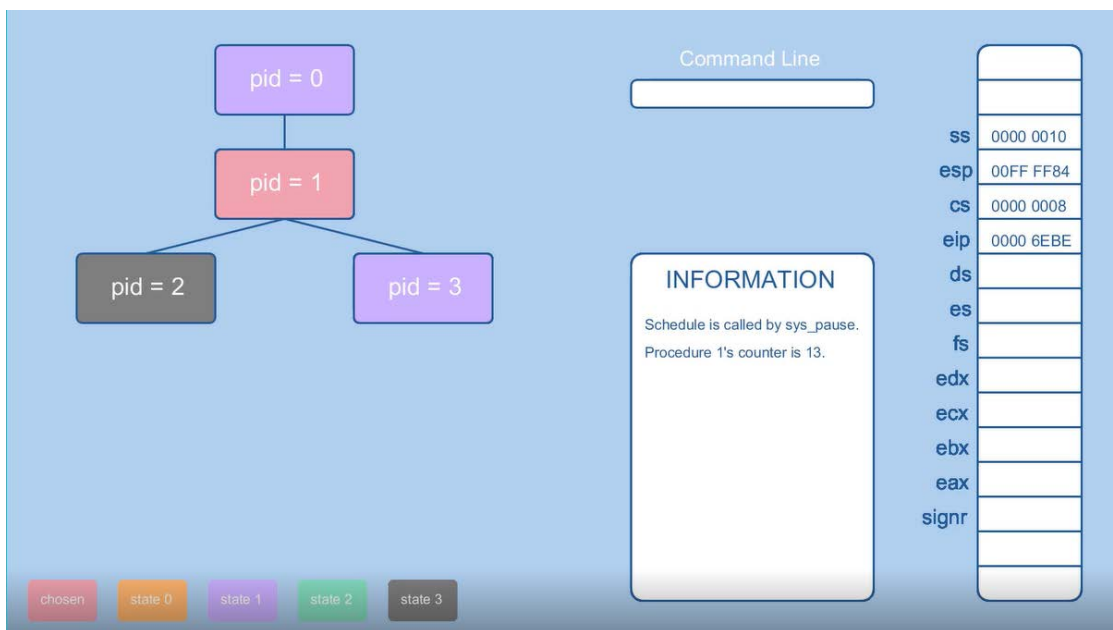 pid = 0
pid = 1
pid = 2
pid = 3
Command Line
INFORMATION
Schedule is called by sys_pause.
Procedure 1's counter is 13.
ss 0000 0010
esp 00FF FF84
cs 0000 0008
eip 0000 6EBE
ds
es
fs
edx
ecx
ebx
eax
signr
chosen
state 0
state 1
state 2
state 3